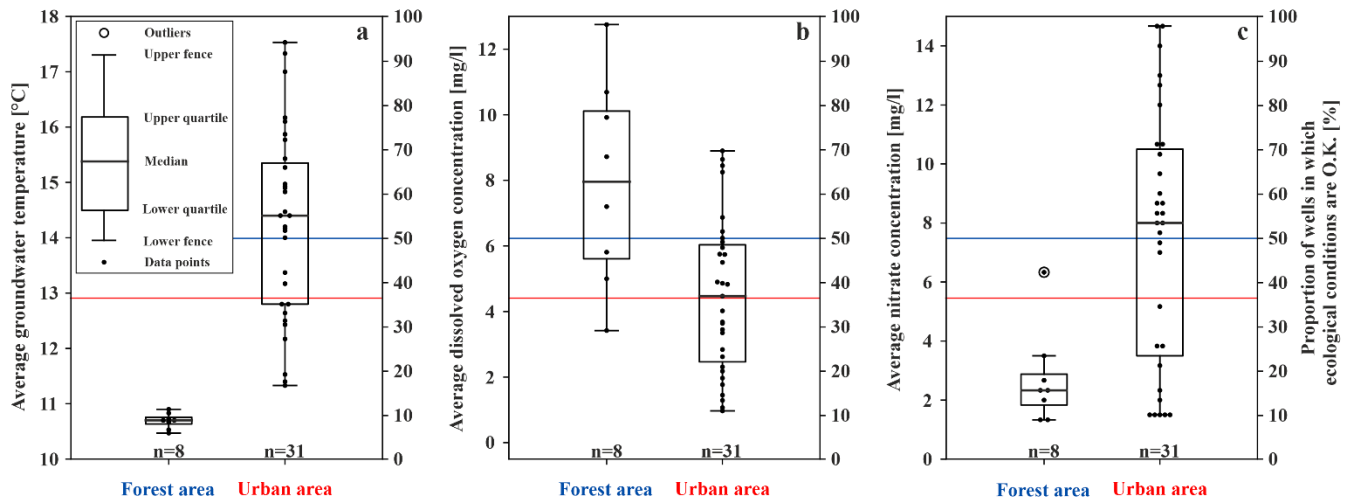 a
Average groundwater temperature [°C]
18
17
16
15
14
13
12
11
10
Outliers
Upper fence
Upper quartile
Median
Lower quartile
Lower fence
Data points
100
90
80
70
60
50
40
30
20
10
0
n=8
n=31
Forest area
Urban area
b
Average dissolved oxygen concentration [mg/l]
12
10
8
6
4
2
0
100
90
80
70
60
50
40
30
20
10
0
n=8
n=31
Forest area
Urban area
c
Average nitrate concentration [mg/l]
14
12
10
8
6
4
2
0
100
90
80
70
60
50
40
30
20
10
0
Proportion of wells in which
ecological conditions are O.K. [%]
n=8
n=31
Forest area
Urban area